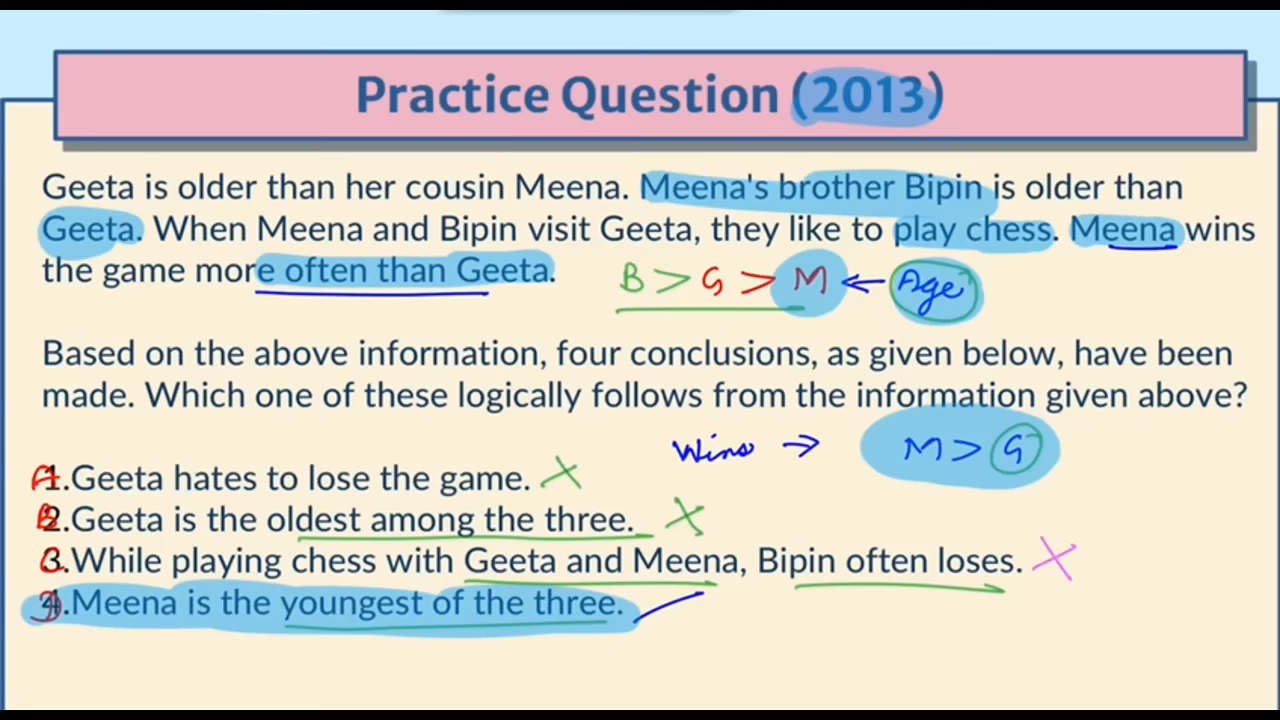 Practice Question (2013)
Geeta is older than her cousin Meena. Meena's brother Bipin is older than
Geeta. When Meena and Bipin visit Geeta, they like to play chess. Meena wins
the game more often than Geeta.
B > G > M ← Age
Based on the above information, four conclusions, as given below, have been
made. Which one of these logically follows from the information given above?
Wins → M > G
A 1.Geeta hates to lose the game. X
B 2.Geeta is the oldest among the three. X
C 3.While playing chess with Geeta and Meena, Bipin often loses. X
D 4.Meena is the youngest of the three.